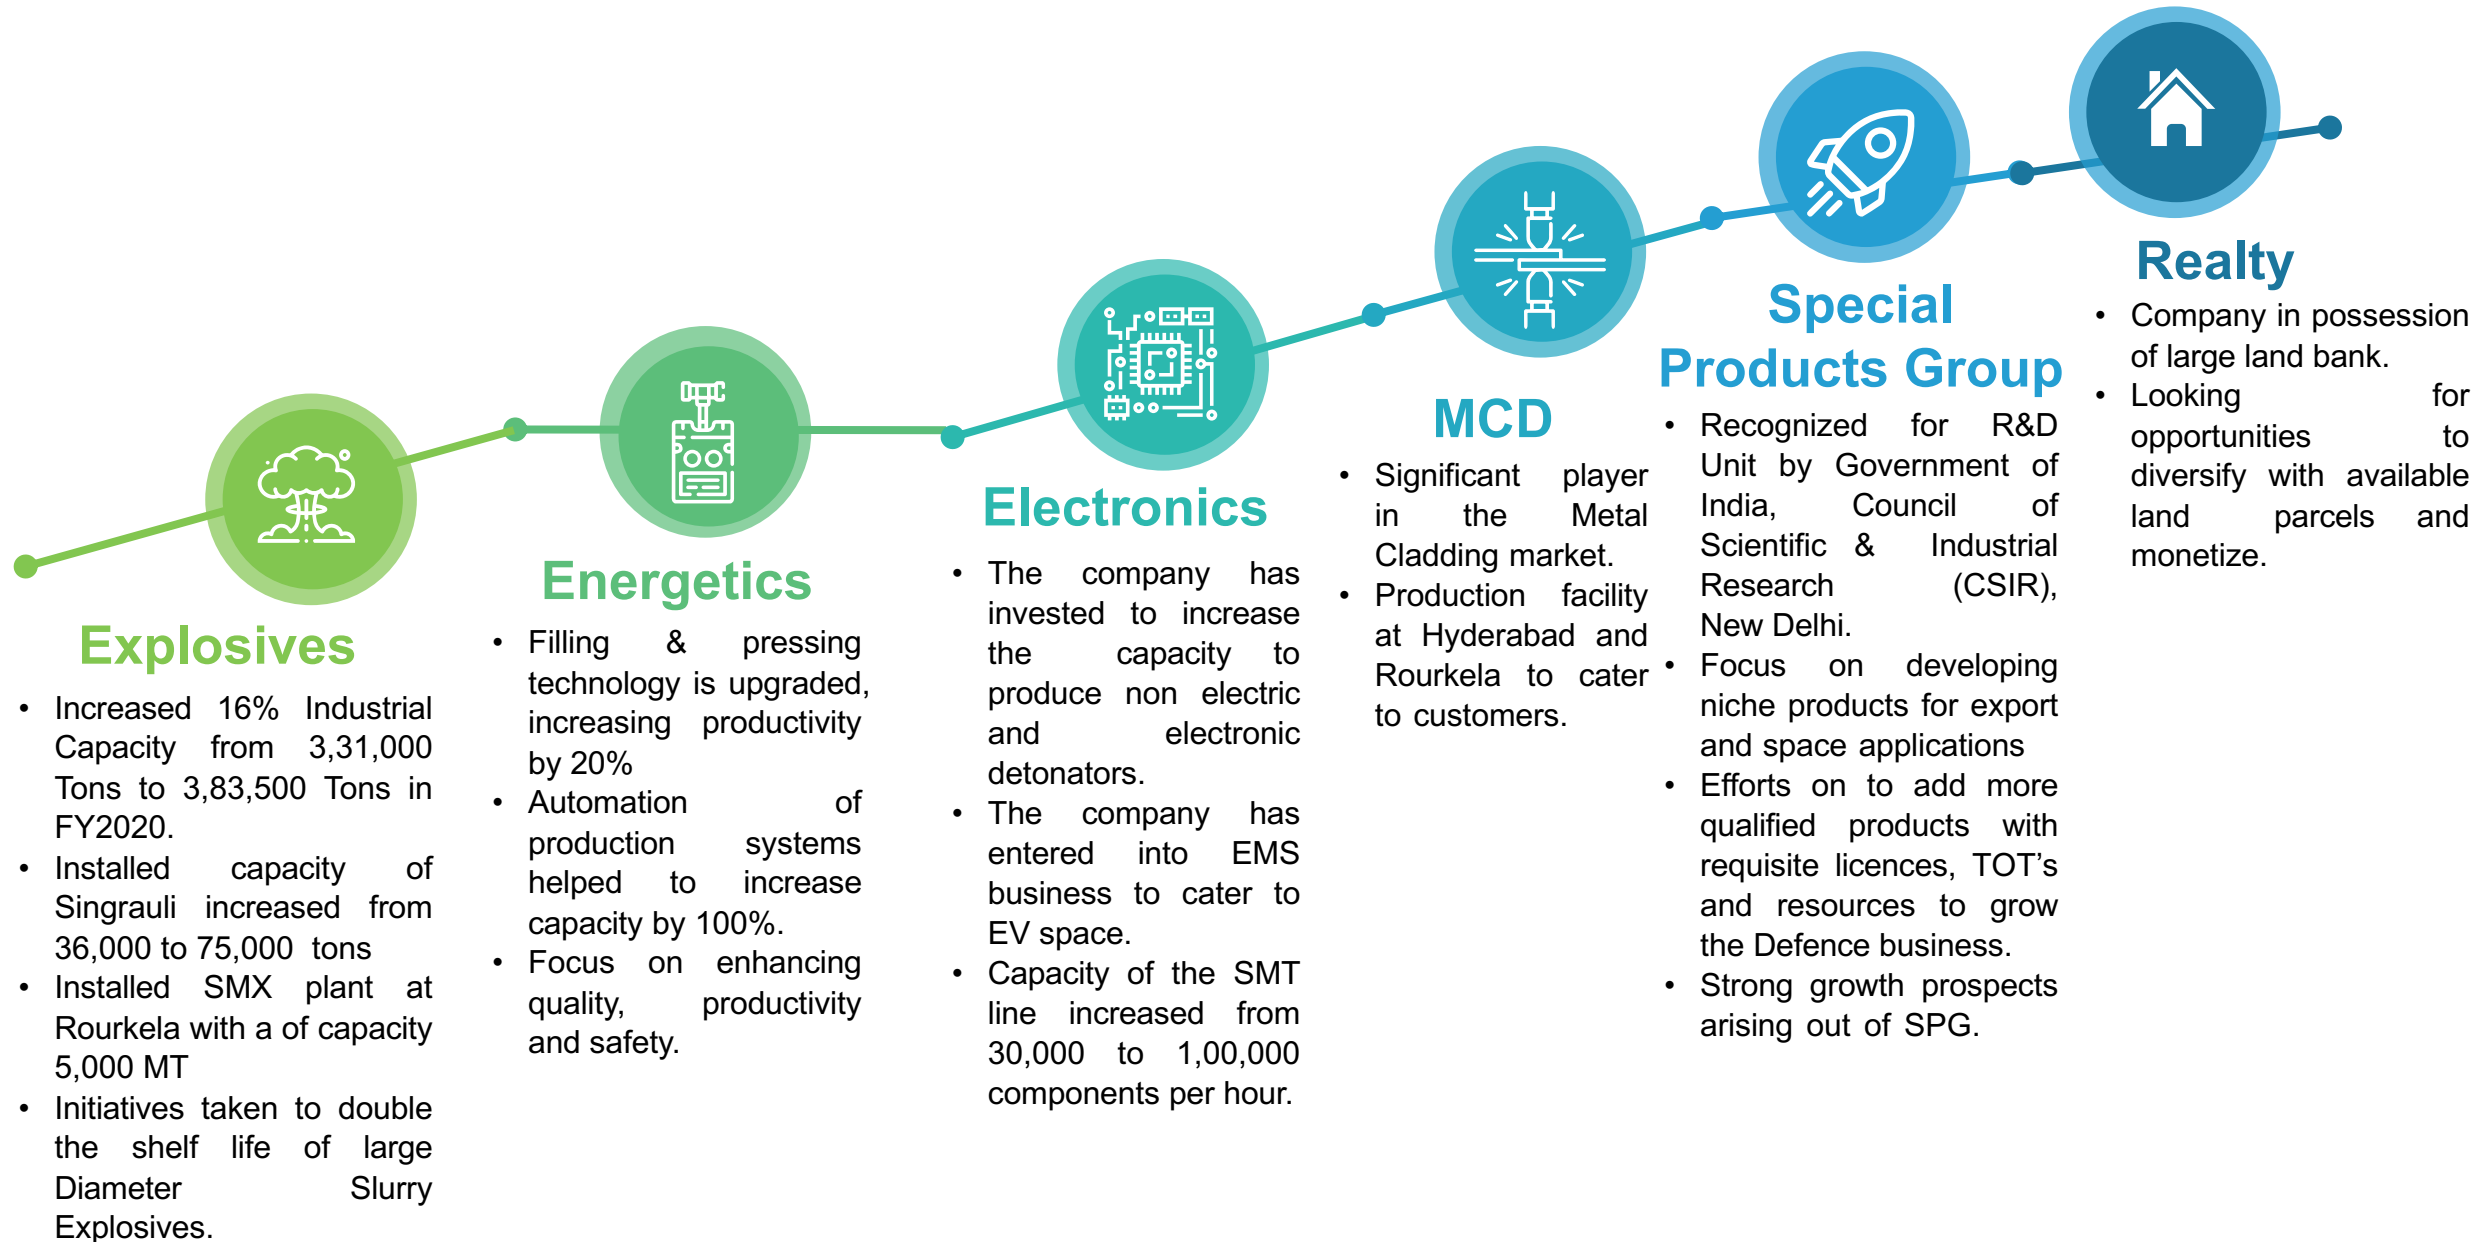 Explosives
• Increased 16% Industrial
Capacity from 3,31,000
Tons to 3,83,500 Tons in
FY2020.
• Installed capacity of
Singrauli increased from
36,000 to 75,000 tons
• Installed SMX plant at
Rourkela with a of capacity
5,000 MT
• Initiatives taken to double
the shelf life of large
Diameter Slurry
Explosives.
Energetics
• Filling & pressing
technology is upgraded,
increasing productivity
by 20%
• Automation of
production systems
helped to increase
capacity by 100%.
• Focus on enhancing
quality, productivity
and safety.
Electronics
• The company has
invested to increase
the capacity to
produce non electric
and electronic
detonators.
• The company has
entered into EMS
business to cater to
EV space.
• Capacity of the SMT
line increased from
30,000 to 1,00,000
components per hour.
MCD
• Significant player
in the Metal
Cladding market.
• Production facility
at Hyderabad and
Rourkela to cater
to customers.
Special
Products Group
• Recognized for R&D
Unit by Government of
India, Council of
Scientific & Industrial
Research (CSIR),
New Delhi.
• Focus on developing
niche products for export
and space applications
• Efforts on to add more
qualified products with
requisite licences, TOT’s
and resources to grow
the Defence business.
• Strong growth prospects
arising out of SPG.
Realty
• Company in possession
of large land bank.
• Looking for
opportunities to
diversify with available
land parcels and
monetize.